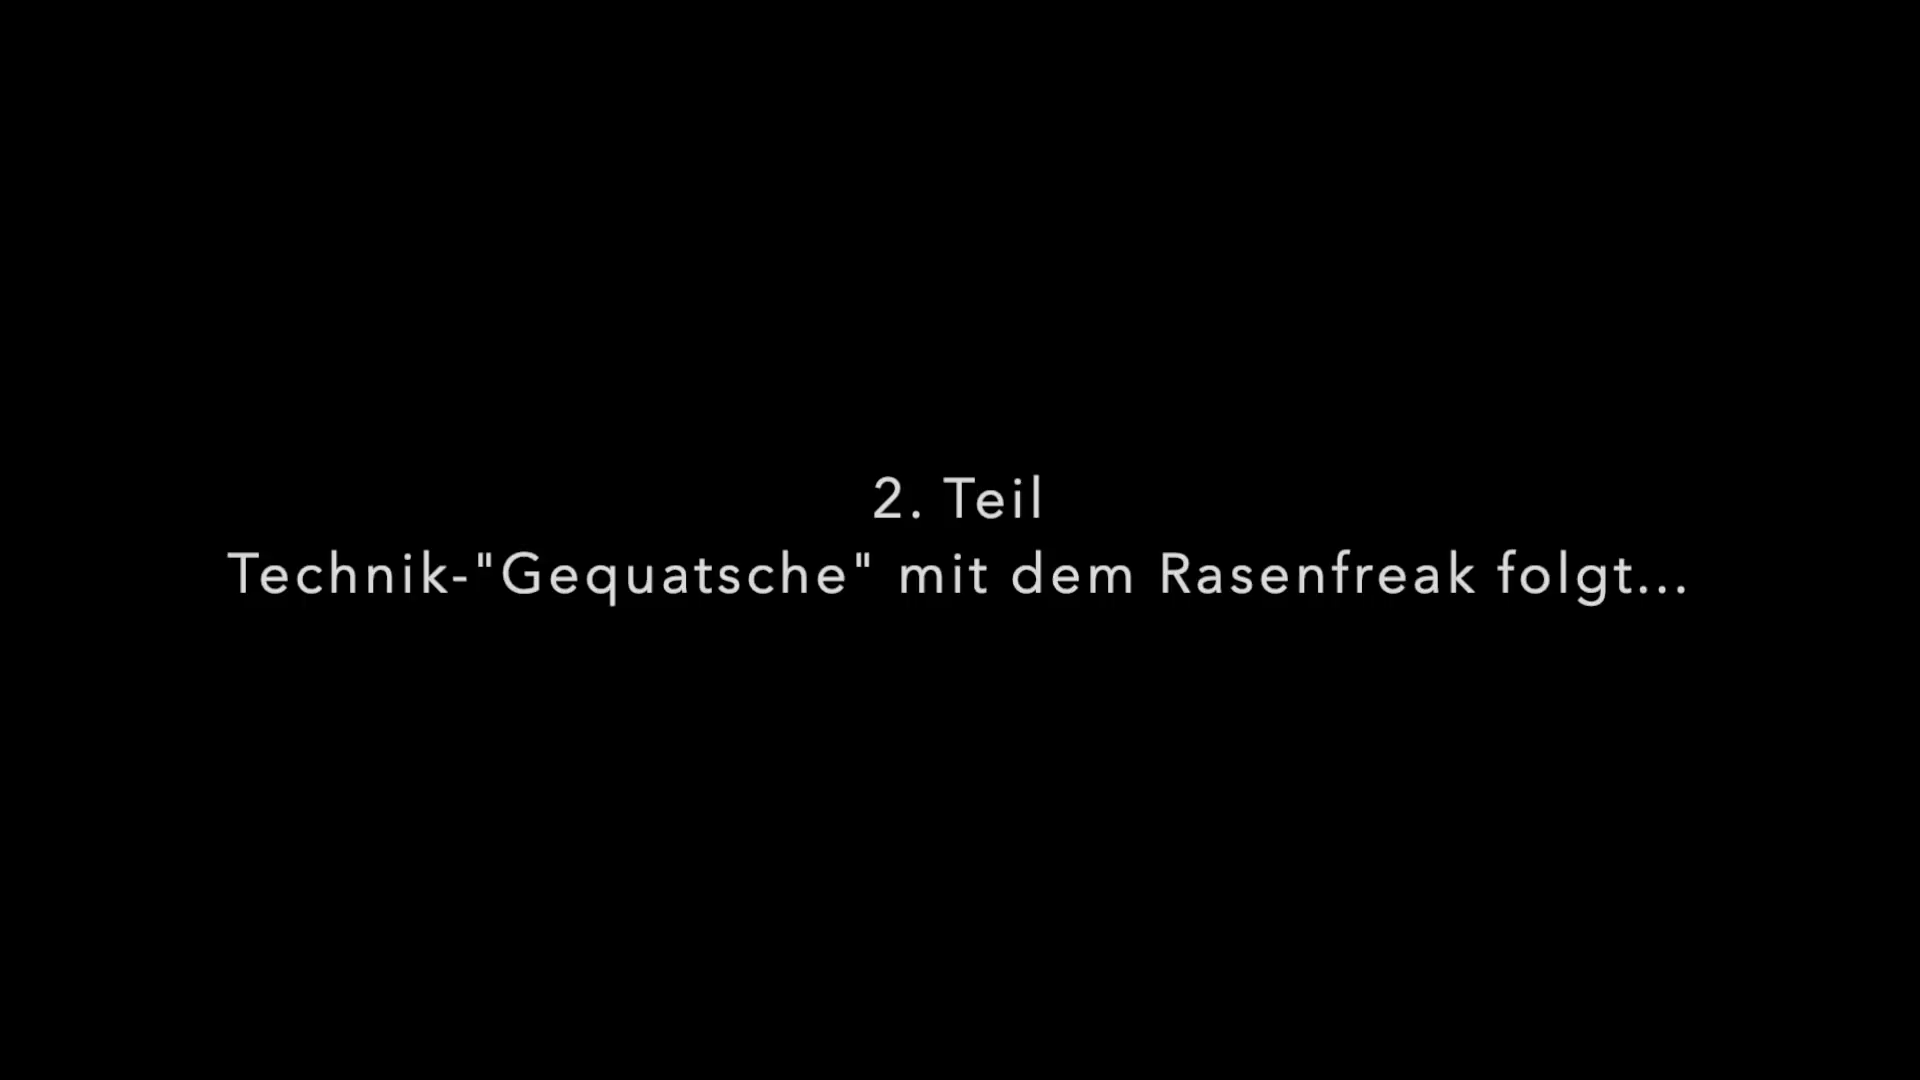 2. Teil
Technik-"Gequatsche" mit dem Rasenfreak folgt...